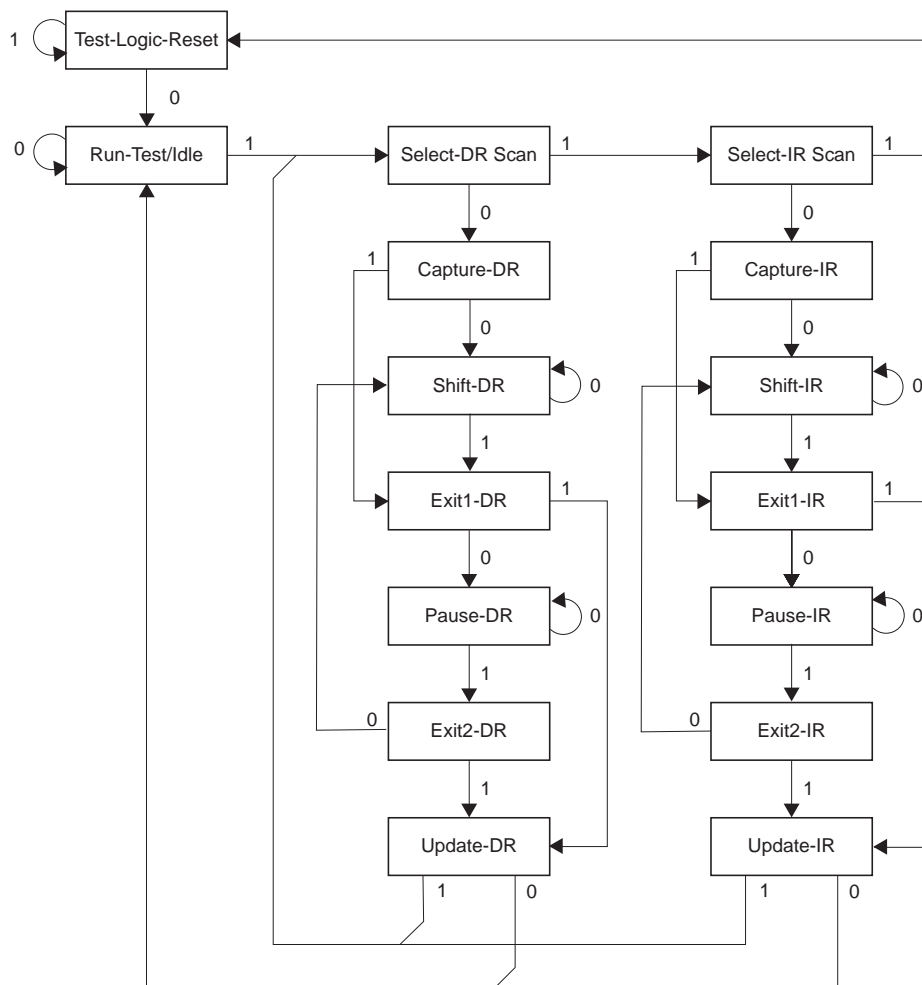 Test-Logic-Reset
1
0
Run-Test/Idle
0
1
Select-DR Scan
1
Select-IR Scan
1
0
0
1
Capture-DR
1
Capture-IR
0
0
Shift-DR
0
Shift-IR
0
1
1
Exit1-DR
1
Exit1-IR
1
0
0
Pause-DR
0
Pause-IR
0
1
1
0
Exit2-DR
0
Exit2-IR
1
1
Update-DR
Update-IR
1
0
1
0